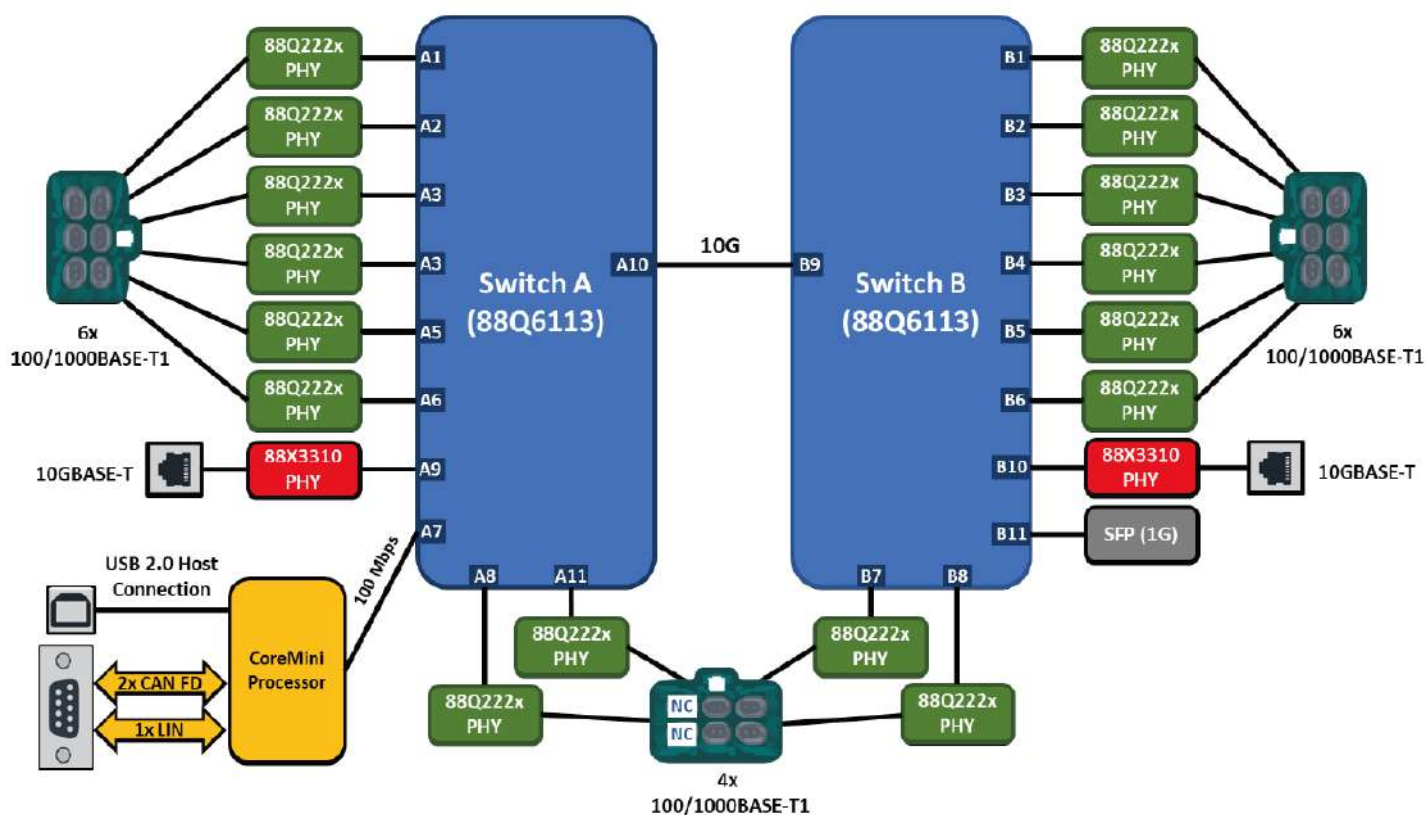 88Q222x
PHY
A1
88Q222x
PHY
A2
88Q222x
PHY
A3
88Q222x
PHY
A3
88Q222x
PHY
A5
88Q222x
PHY
A6
6x
100/1000BASE-T1
10GBASE-T
88X3310
PHY
A9
A7
100 Mbps
USB 2.0 Host
Connection
CoreMini
Processor
2x CAN FD
1x LIN
Switch A
(88Q6113)
A10
10G
B9
Switch B
(88Q6113)
A8
A11
B7
B8
B1
88Q222x
PHY
B2
88Q222x
PHY
B3
88Q222x
PHY
B4
88Q222x
PHY
B5
88Q222x
PHY
B6
88Q222x
PHY
6x
100/1000BASE-T1
B10
88X3310
PHY
10GBASE-T
B11
SFP (1G)
88Q222x
PHY
88Q222x
PHY
88Q222x
PHY
88Q222x
PHY
NC
NC
4x
100/1000BASE-T1